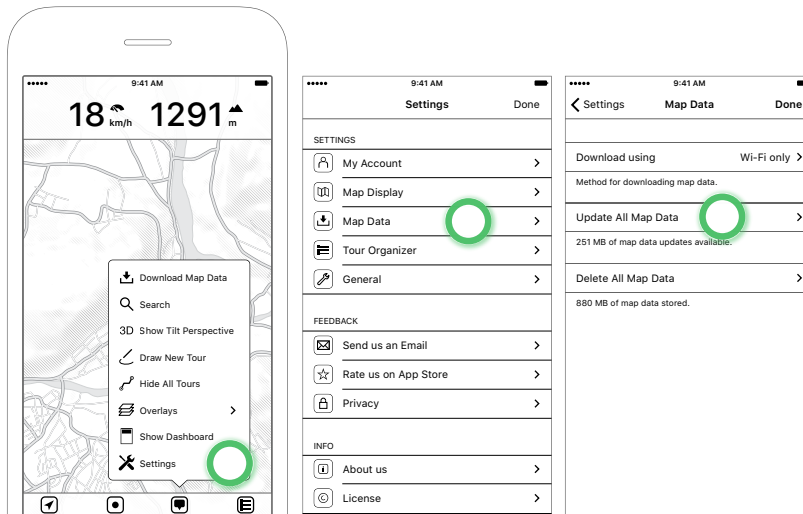 9:41 AM
18 km/h 1291 m
Download Map Data
Search
3D Show Tilt Perspective
Draw New Tour
Hide All Tours
Overlays
Show Dashboard
Settings
9:41 AM
Settings Done
SETTINGS
My Account
Map Display
Map Data
Tour Organizer
General
FEEDBACK
Send us an Email
Rate us on App Store
Privacy
INFO
About us
License
9:41 AM
Settings Map Data Done
Download using Wi-Fi only
Method for downloading map data.
Update All Map Data
251 MB of map data updates available.
Delete All Map Data
880 MB of map data stored.